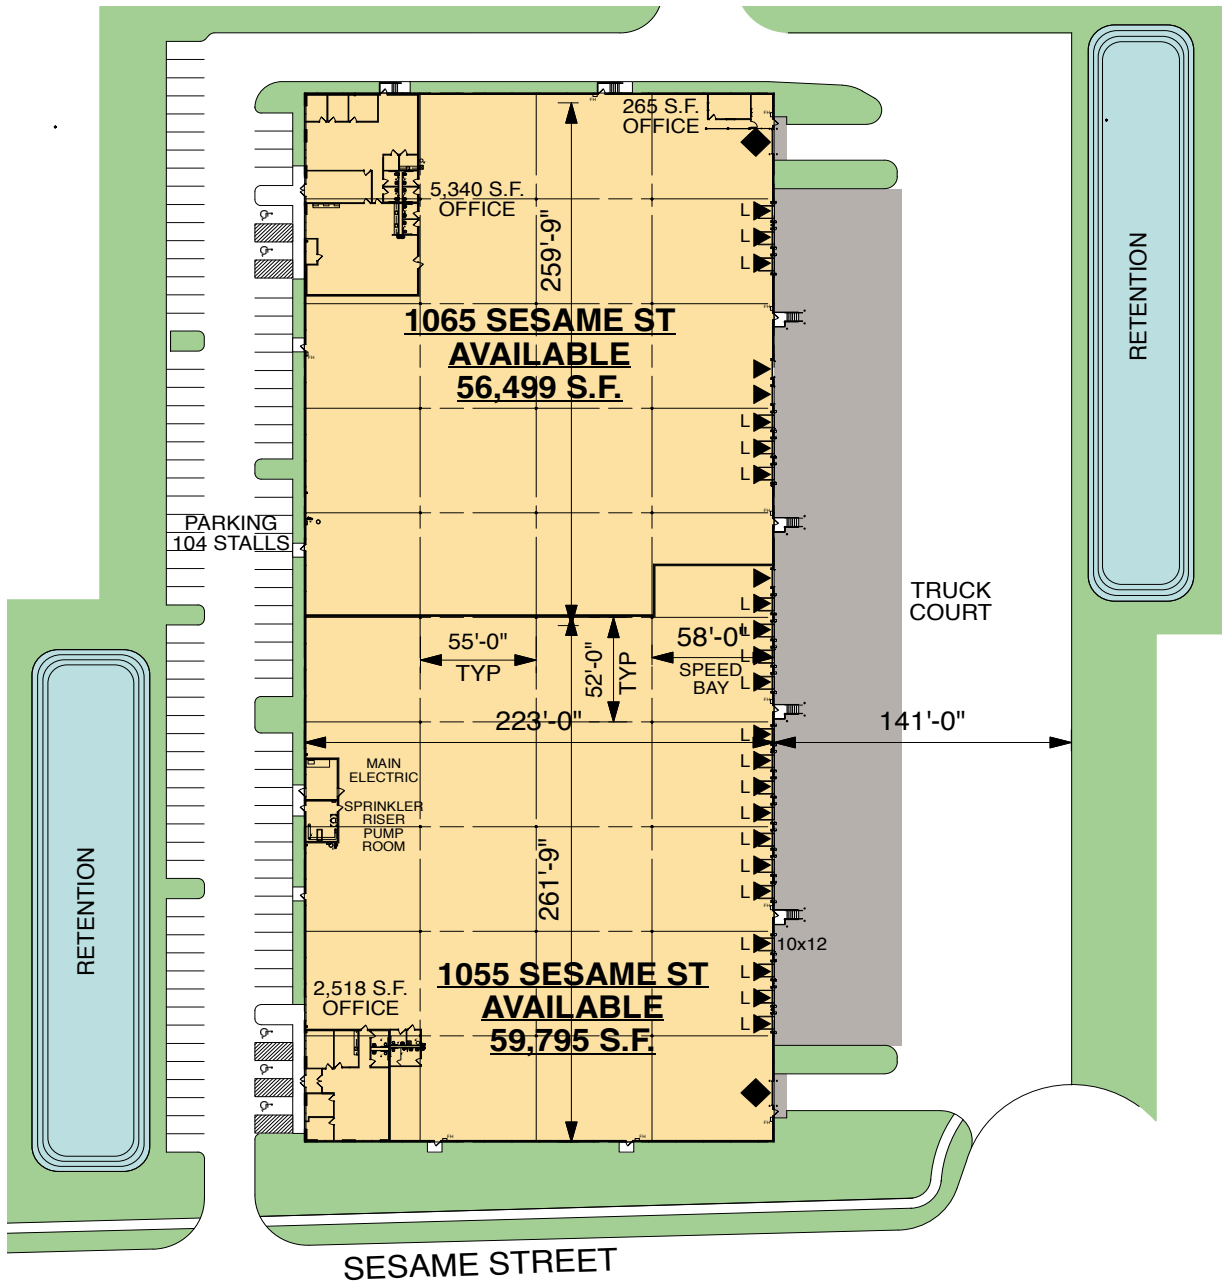 265 S.F.
OFFICE
5,340 S.F.
OFFICE
259'-9"
RETENTION
1065 SESAME ST
AVAILABLE
56,499 S.F.
L
L
L
L
L
L
PARKING
104 STALLS
TRUCK
COURT
L
L
L
L
55'-0"
TYP
52'-0"
TYP
58'-0"
SPEED
BAY
223'-0"
141'-0"
L
L
L
L
L
L
L
MAIN
ELECTRIC
SPRINKLER
RISER
PUMP
ROOM
261'-9"
RETENTION
L
10x12
L
L
L
1055 SESAME ST
AVAILABLE
59,795 S.F.
2,518 S.F.
OFFICE
SESAME STREET